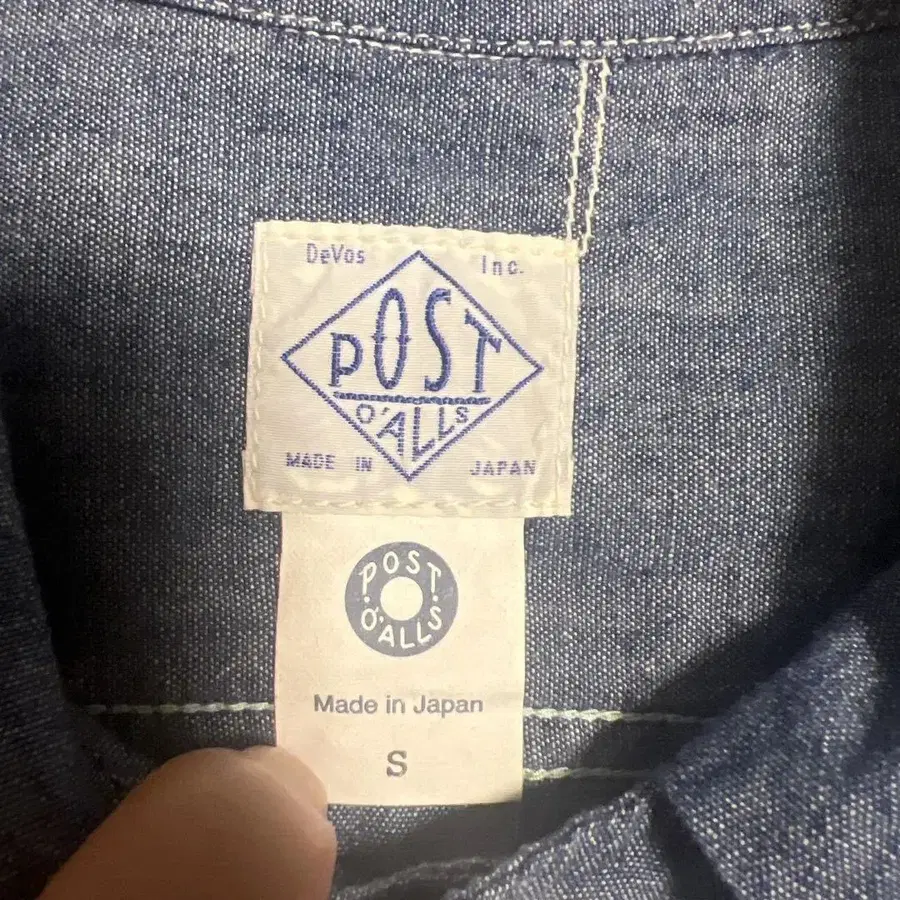 DeVos Inc.
POST
O'ALLS
MADE IN JAPAN
POST
O'ALLS
Made in Japan
S